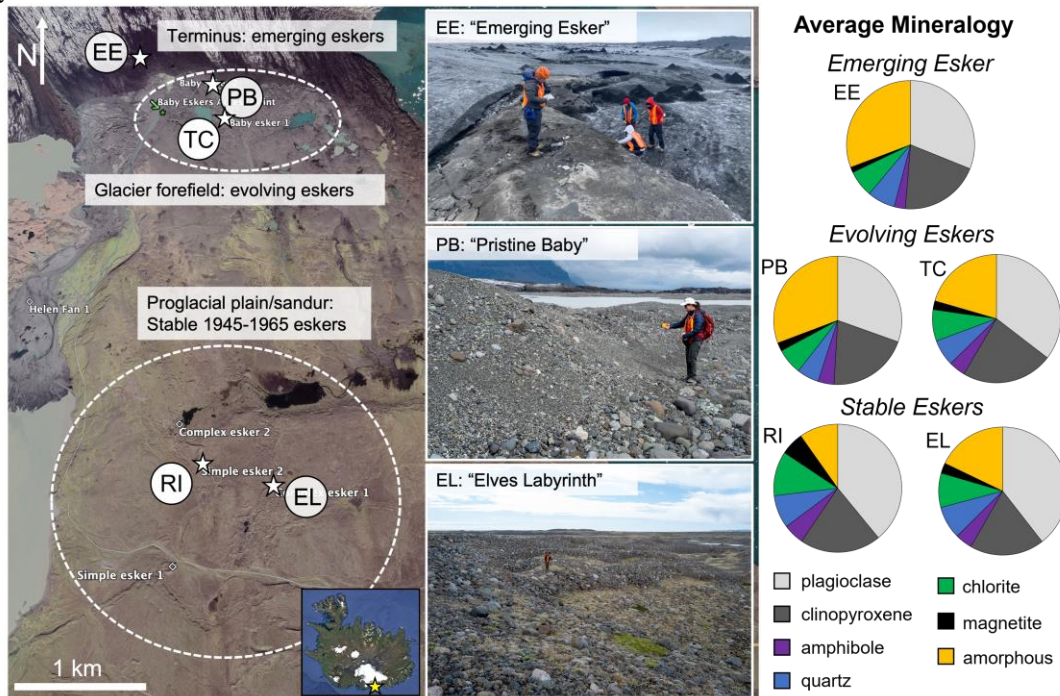 N
EE
Terminus: emerging eskers
Baby
PB
Baby Eskers
int
Baby esker 1
TC
Glacier forefield: evolving eskers
Helen Fan 1
Proglacial plain/sandur:
Stable 1945-1965 eskers
Complex esker 2
RI
Simple esker 2
esker 1
EL
Simple esker 1
1 km
EE: “Emerging Esker”
PB: “Pristine Baby”
EL: “Elves Labyrinth”
Average Mineralogy
Emerging Esker
EE
Evolving Eskers
PB
TC
Stable Eskers
RI
EL
plagioclase
clinopyroxene
amphibole
quartz
chlorite
magnetite
amorphous